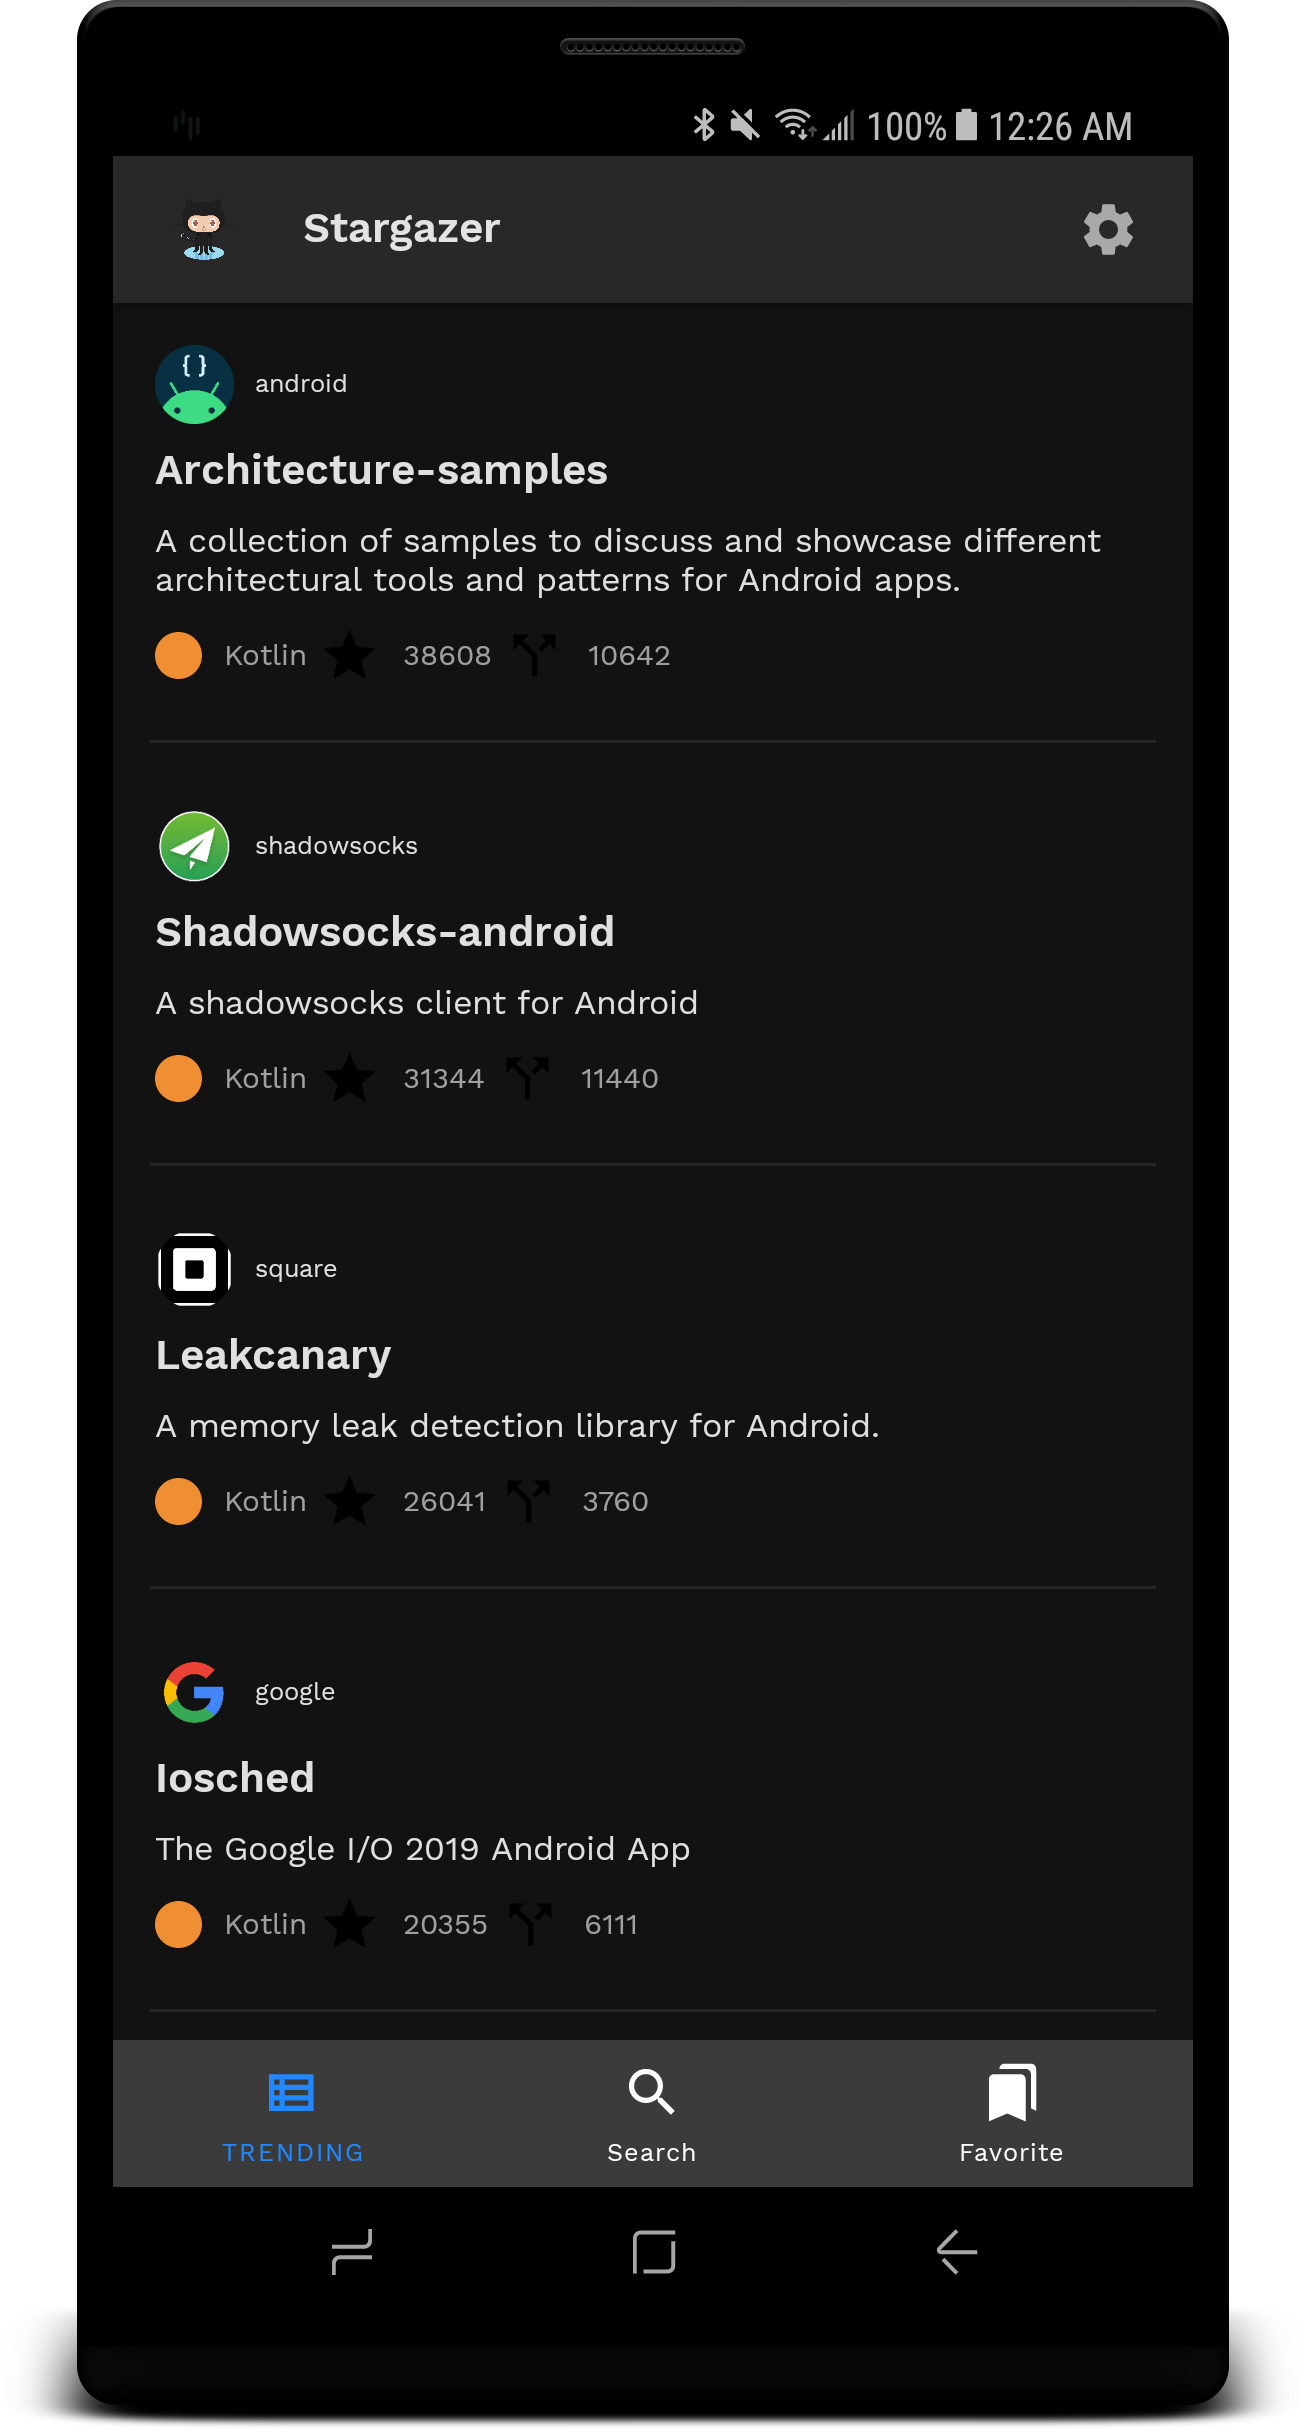 100% 12:26 AM
Stargazer
{ }
android
Architecture-samples
A collection of samples to discuss and showcase different
architectural tools and patterns for Android apps.
Kotlin 38608 10642
shadowsocks
Shadowsocks-android
A shadowsocks client for Android
Kotlin 31344 11440
square
Leakcanary
A memory leak detection library for Android.
Kotlin 26041 3760
google
Iosched
The Google I/O 2019 Android App
Kotlin 20355 6111
TRENDING Search Favorite